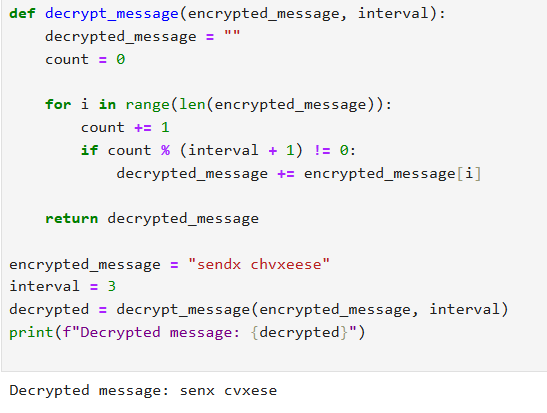 def decrypt_message(encrypted_message, interval):
    decrypted_message = ""
    count = 0

    for i in range(len(encrypted_message)):
        count += 1
        if count % (interval + 1) != 0:
            decrypted_message += encrypted_message[i]

    return decrypted_message

encrypted_message = "sendx chvxeese"
interval = 3
decrypted = decrypt_message(encrypted_message, interval)
print(f"Decrypted message: {decrypted}")

Decrypted message: senx cvxese